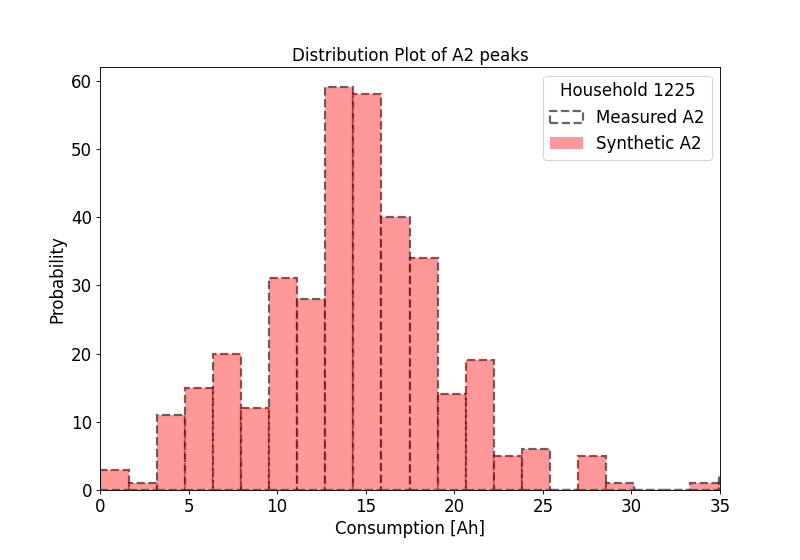 Distribution Plot of A2 peaks
Household 1225
Measured A2
Synthetic A2
Probability
60
50
40
30
20
10
0
0 5 10 15 20 25 30 35
Consumption [Ah]